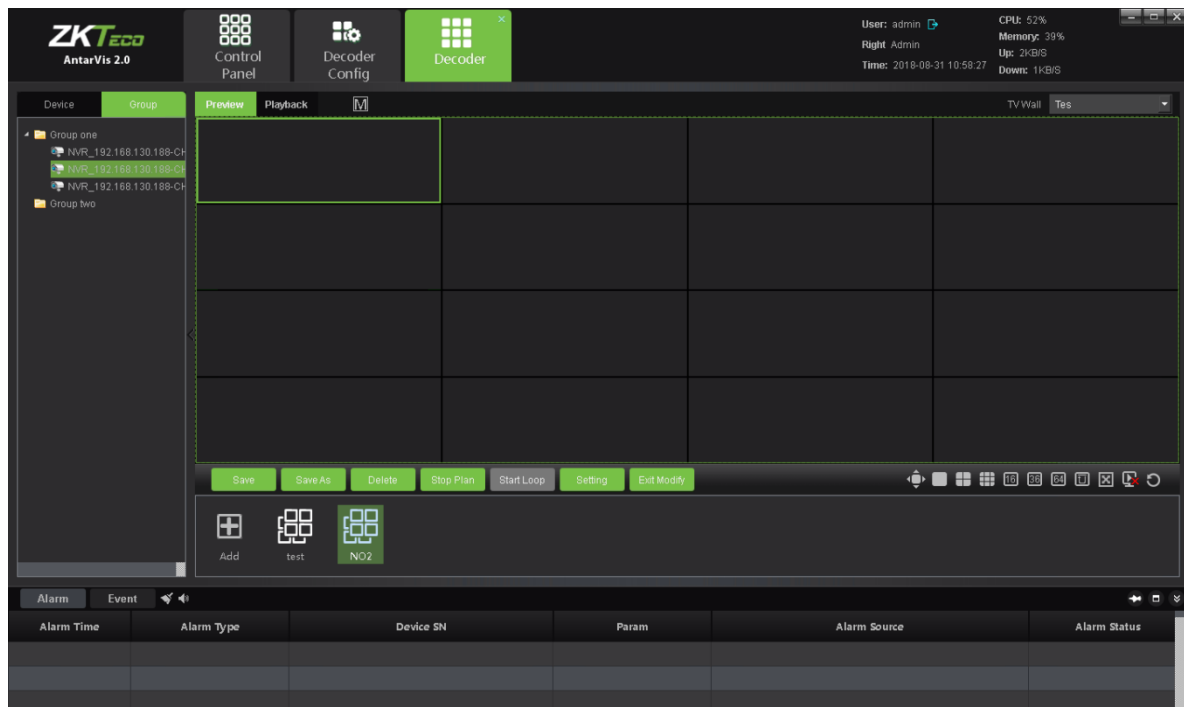 ZKTECO
AntarVis 2.0
Control
Panel
Decoder
Config
Decoder
User: admin
Right Admin
Time: 2018-08-31 10:58:27
CPU: 52%
Memory: 39%
Up: 2KB/S
Down: 1KB/S
Device Group
Preview Playback M
TV Wall Tes
Group one
NVR_192.168.130.188-CH
NVR_192.168.130.188-CH
NVR_192.168.130.188-CH
Group two
Save Save As Delete Stop Plan Start Loop Setting Exit Modify
16 36 64
Add test NO2
Alarm Event
Alarm Time Alarm Type Device SN Param Alarm Source Alarm Status